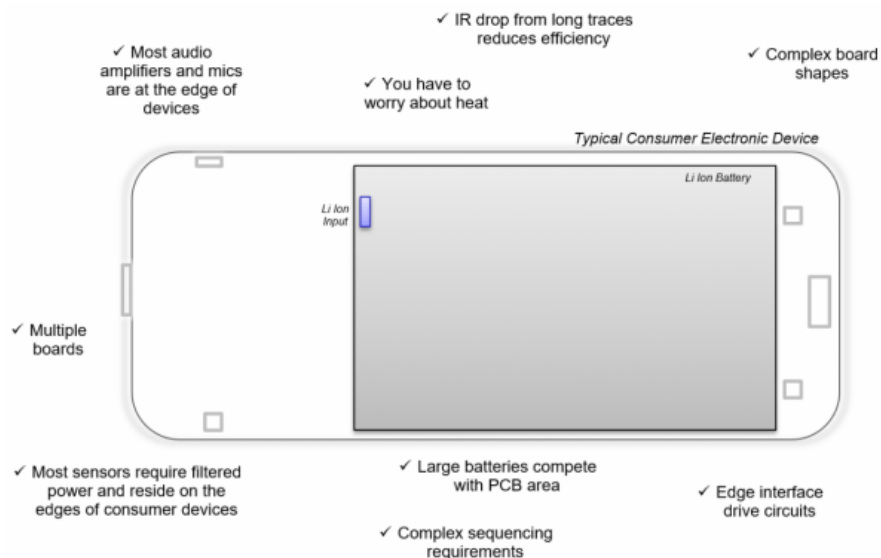 ✓ IR drop from long traces
reduces efficiency
✓ Most audio
amplifiers and mics
are at the edge of
devices
✓ You have to
worry about heat
✓ Complex board
shapes
Typical Consumer Electronic Device
Li Ion Battery
Li Ion
Input
✓ Multiple
boards
✓ Most sensors require filtered
power and reside on the
edges of consumer devices
✓ Large batteries compete
with PCB area
✓ Edge interface
drive circuits
✓ Complex sequencing
requirements